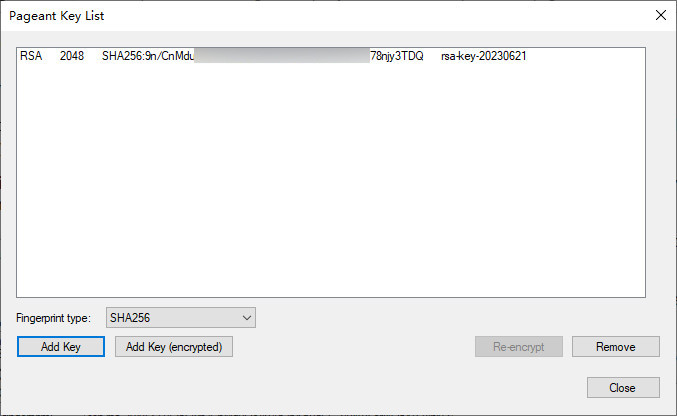 Pageant Key List
RSA 2048 SHA256:9n/CnMdu 78njy3TDQ rsa-key-20230621
Fingerprint type: SHA256
Add Key Add Key (encrypted) Re-encrypt Remove
Close